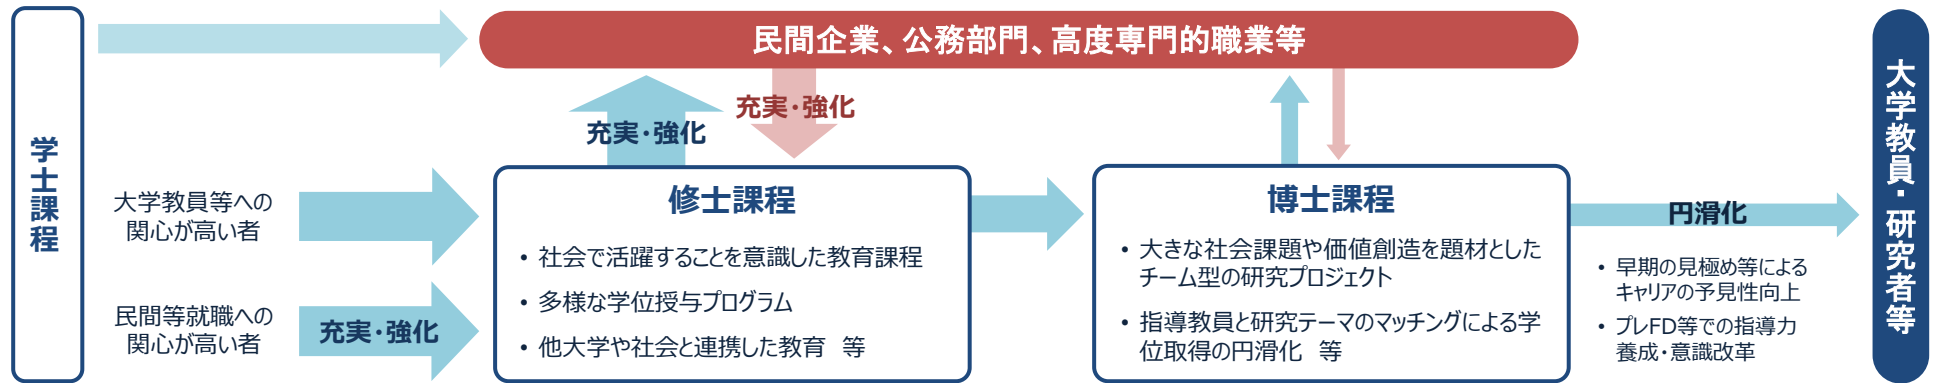 学士課程
民間企業、公務部門、高度専門的職業等
充実・強化
充実・強化
大学教員等への
関心が高い者
民間等就職への
関心が高い者
充実・強化
修士課程
• 社会で活躍することを意識した教育課程
• 多様な学位授与プログラム
• 他大学や社会と連携した教育 等
博士課程
• 大きな社会課題や価値創造を題材とした
チーム型の研究プロジェクト
• 指導教員と研究テーマのマッチングによる学
位取得の円滑化 等
円滑化
• 早期の見極め等による
キャリアの予見性向上
• プレFD等での指導力
養成・意識改革
大学教員・研究者等